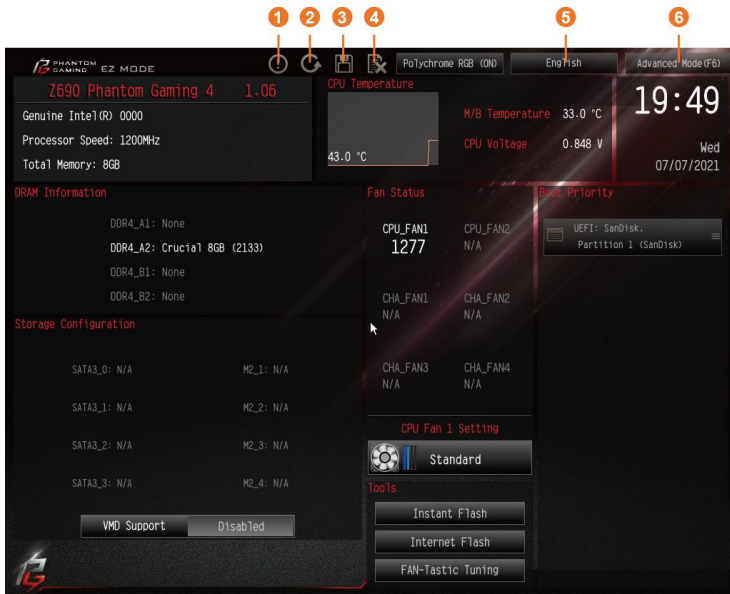 1 2 3 4 5 6
PHANTOM GAMING EZ MODE
Polychrome RGB (ON)
English
Advanced Mode(F6)
Z690 Phantom Gaming 4 1.06
Genuine Intel(R) 0000
Processor Speed: 1200MHz
Total Memory: 8GB
CPU Temperature
43.0 °C
M/B Temperature 33.0 °C
CPU Voltage 0.848 V
19:49
Wed
07/07/2021
DRAM Information
DDR4_A1: None
DDR4_A2: Crucial 8GB (2133)
DDR4_B1: None
DDR4_B2: None
Storage Configuration
SATA3_0: N/A M2_1: N/A
SATA3_1: N/A M2_2: N/A
SATA3_2: N/A M2_3: N/A
SATA3_3: N/A M2_4: N/A
VMD Support Disabled
Fan Status
CPU_FAN1 CPU_FAN2
1277 N/A
CHA_FAN1 CHA_FAN2
N/A N/A
CHA_FAN3 CHA_FAN4
N/A N/A
CPU Fan 1 Setting
Standard
Tools
Instant Flash
Internet Flash
FAN-Tastic Tuning
Boot Priority
UEFI: SanDisk.
Partition 1 (SanDisk)